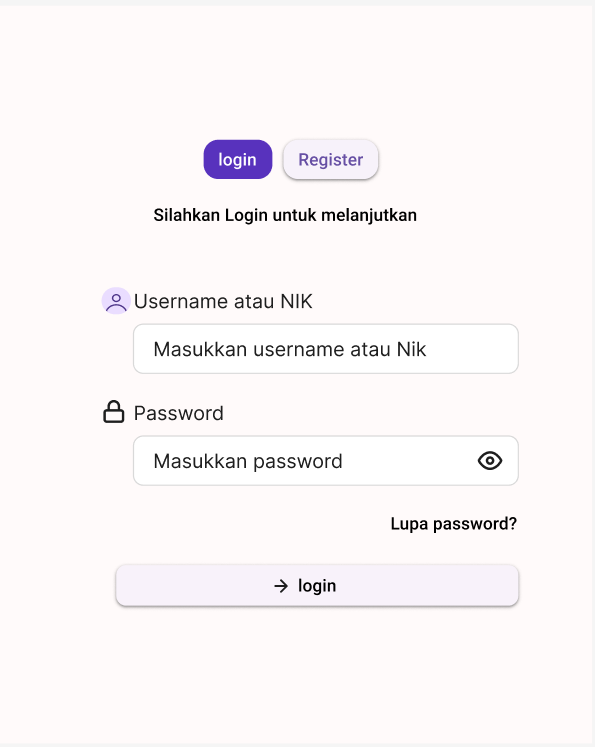 login Register
Silahkan Login untuk melanjutkan
Username atau NIK
Masukkan username atau Nik
Password
Masukkan password
Lupa password?
login